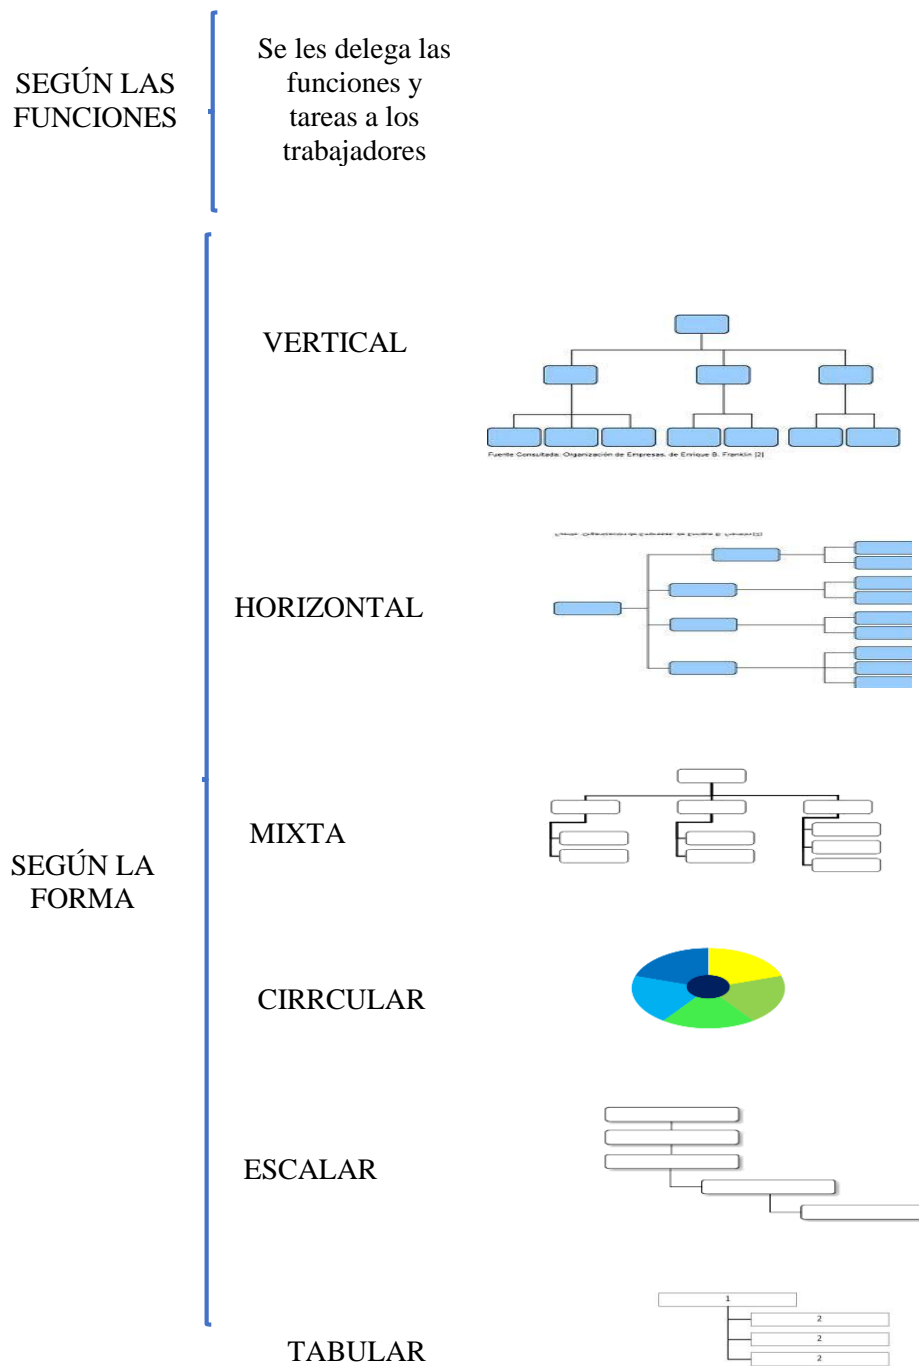 SEGÚN LAS
FUNCIONES
Se les delega las
funciones y
tareas a los
trabajadores
SEGÚN LA
FORMA
VERTICAL
Fuente Consultada: Organización de Empresas, de Enrique B. Franklin [2]
HORIZONTAL
MIXTA
CIRRCULAR
ESCALAR
TABULAR
1
2
2
2